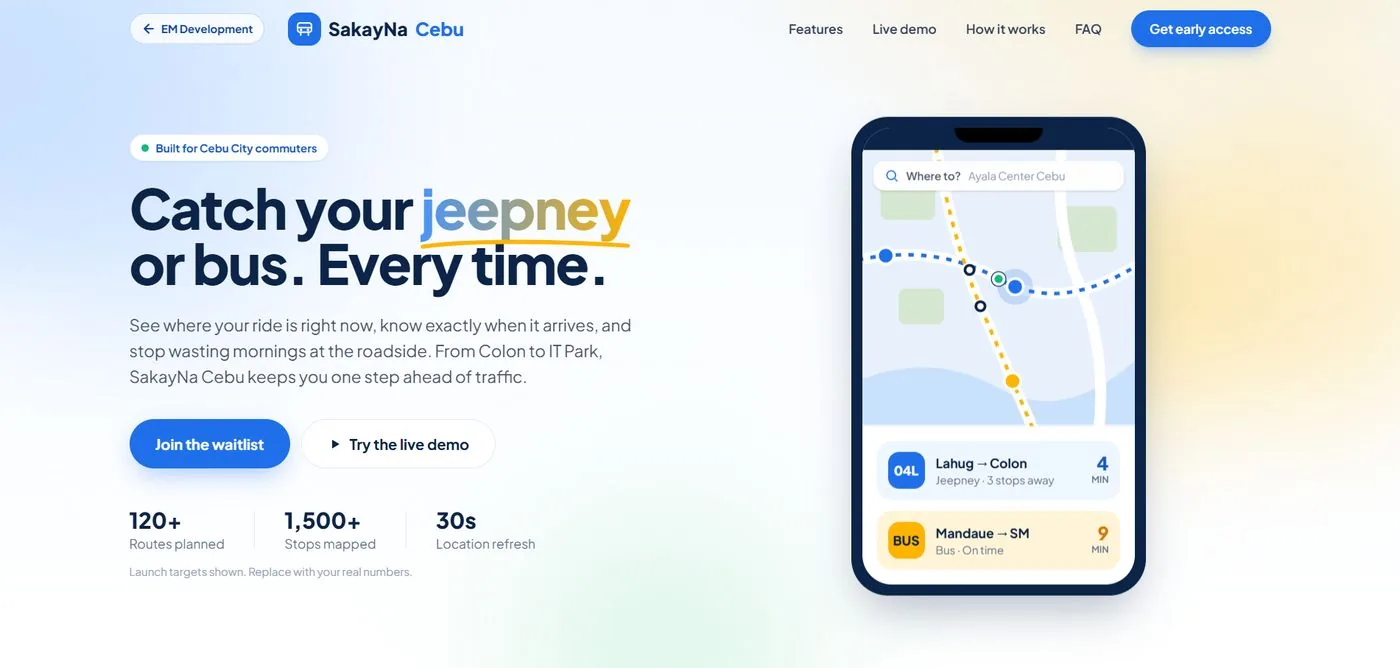 ← EM Development
SakayNa Cebu
Features
Live demo
How it works
FAQ
Get early access
Built for Cebu City commuters
Catch your jeepney
or bus. Every time.
See where your ride is right now, know exactly when it arrives, and
stop wasting mornings at the roadside. From Colon to IT Park,
SakayNa Cebu keeps you one step ahead of traffic.
Join the waitlist
Try the live demo
120+
Routes planned
1,500+
Stops mapped
30s
Location refresh
Launch targets shown. Replace with your real numbers.
Where to? Ayala Center Cebu
04L
Lahug → Colon
Jeepney · 3 stops away
4
MIN
BUS
Mandaue → SM
Bus · On time
9
MIN